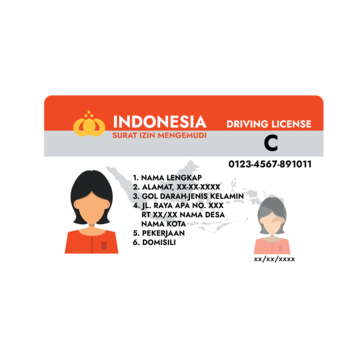 INDONESIA
SURAT IZIN MENGEMUDI
DRIVING LICENSE
C
0123-4567-891011
1. NAMA LENGKAP
2. ALAMAT, XX-XX-XXXX
3. GOL DARAH-JENIS KELAMIN
4. JL. RAYA APA NO. XXX
RT XX/XX NAMA DESA
NAMA KOTA
5. PEKERJAAN
6. DOMISILI
xx/xx/xxxx